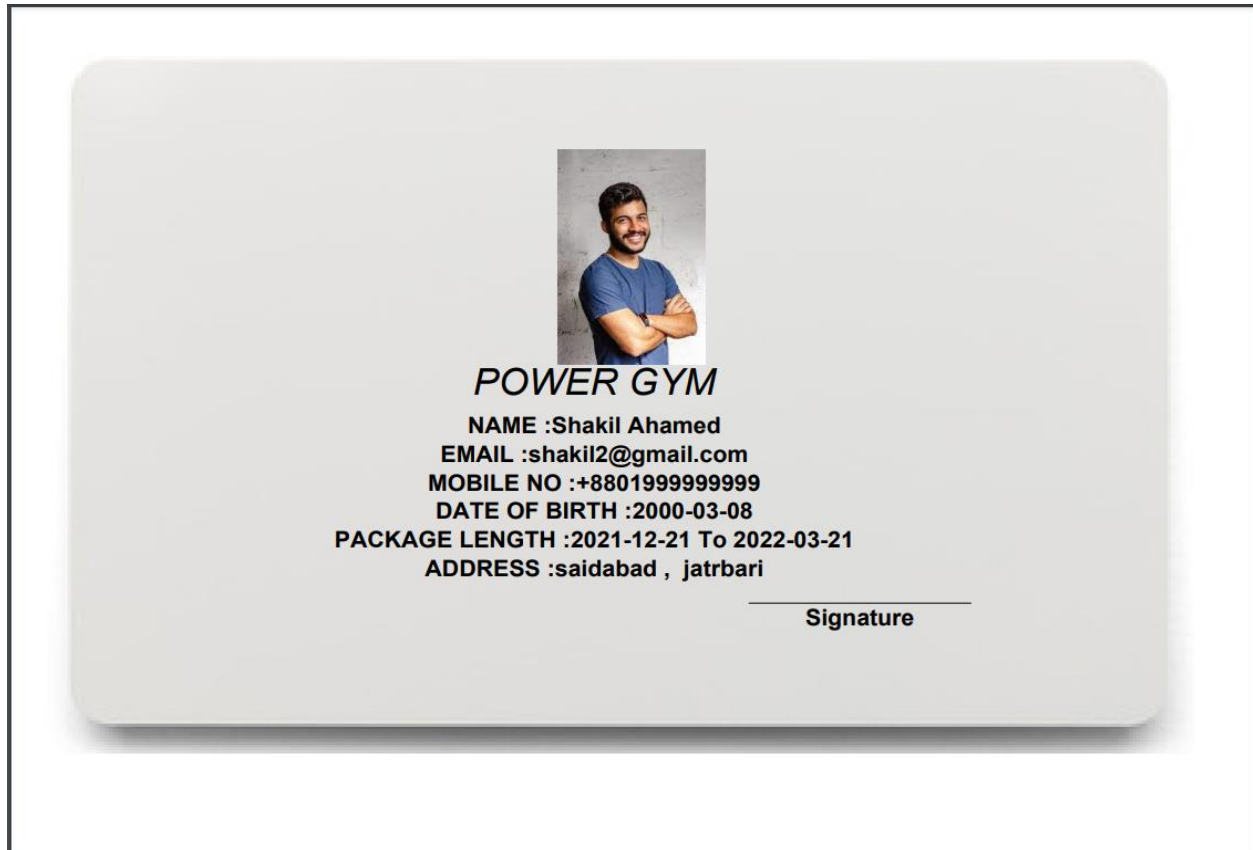 POWER GYM
NAME :Shakil Ahamed
EMAIL :shakil2@gmail.com
MOBILE NO :+8801999999999
DATE OF BIRTH :2000-03-08
PACKAGE LENGTH :2021-12-21 To 2022-03-21
ADDRESS :saidabad , jatrbari
Signature